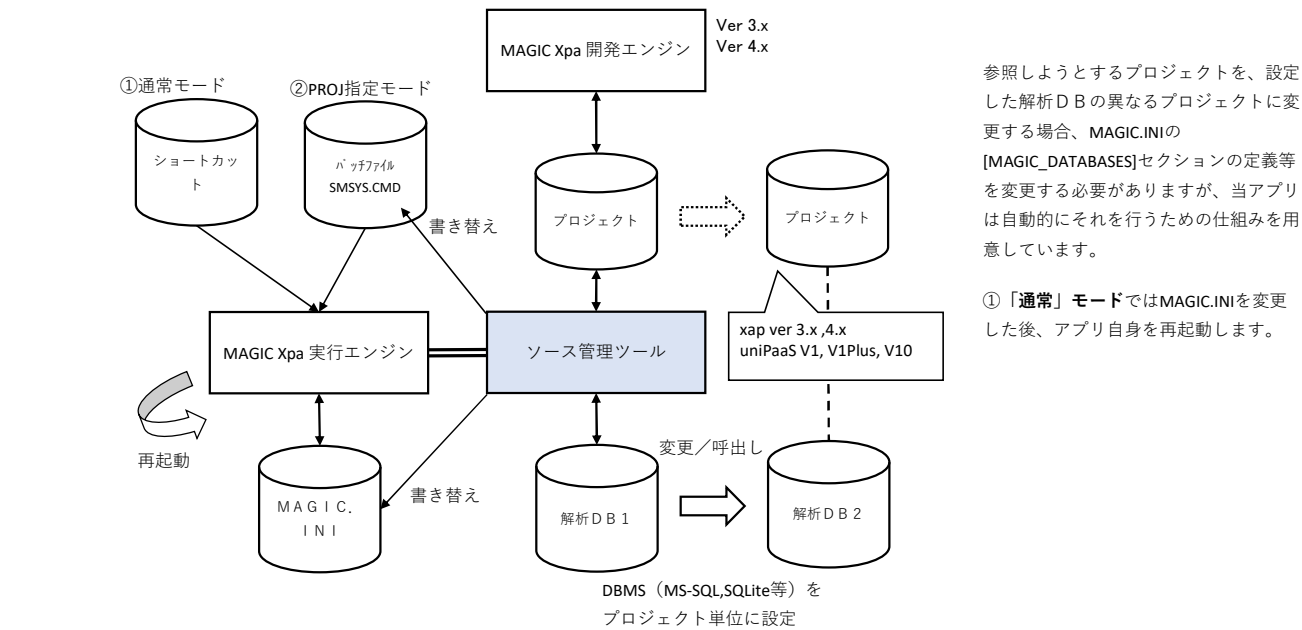 Ver 3.x
Ver 4.x
MAGIC Xpa 開発エンジン
①通常モード
②PROJ指定モード
ショートカッ
ト
バッチファイル
SMSYS.CMD
書き替え
プロジェクト
プロジェクト
MAGIC Xpa 実行エンジン
ソース管理ツール
xap ver 3.x ,4.x
uniPaaS V1, V1Plus, V10
再起動
書き替え
MAGIC.
INI
変更／呼出し
解析DB1
解析DB2
DBMS（MS-SQL,SQLite等）を
プロジェクト単位に設定
参照しようとするプロジェクトを、設定
した解析ＤＢの異なるプロジェクトに変
更する場合、MAGIC.INIの
[MAGIC_DATABASES]セクションの定義等
を変更する必要がありますが、当アプリ
は自動的にそれを行うための仕組みを用
意しています。
①「通常」モードではMAGIC.INIを変更
した後、アプリ自身を再起動します。